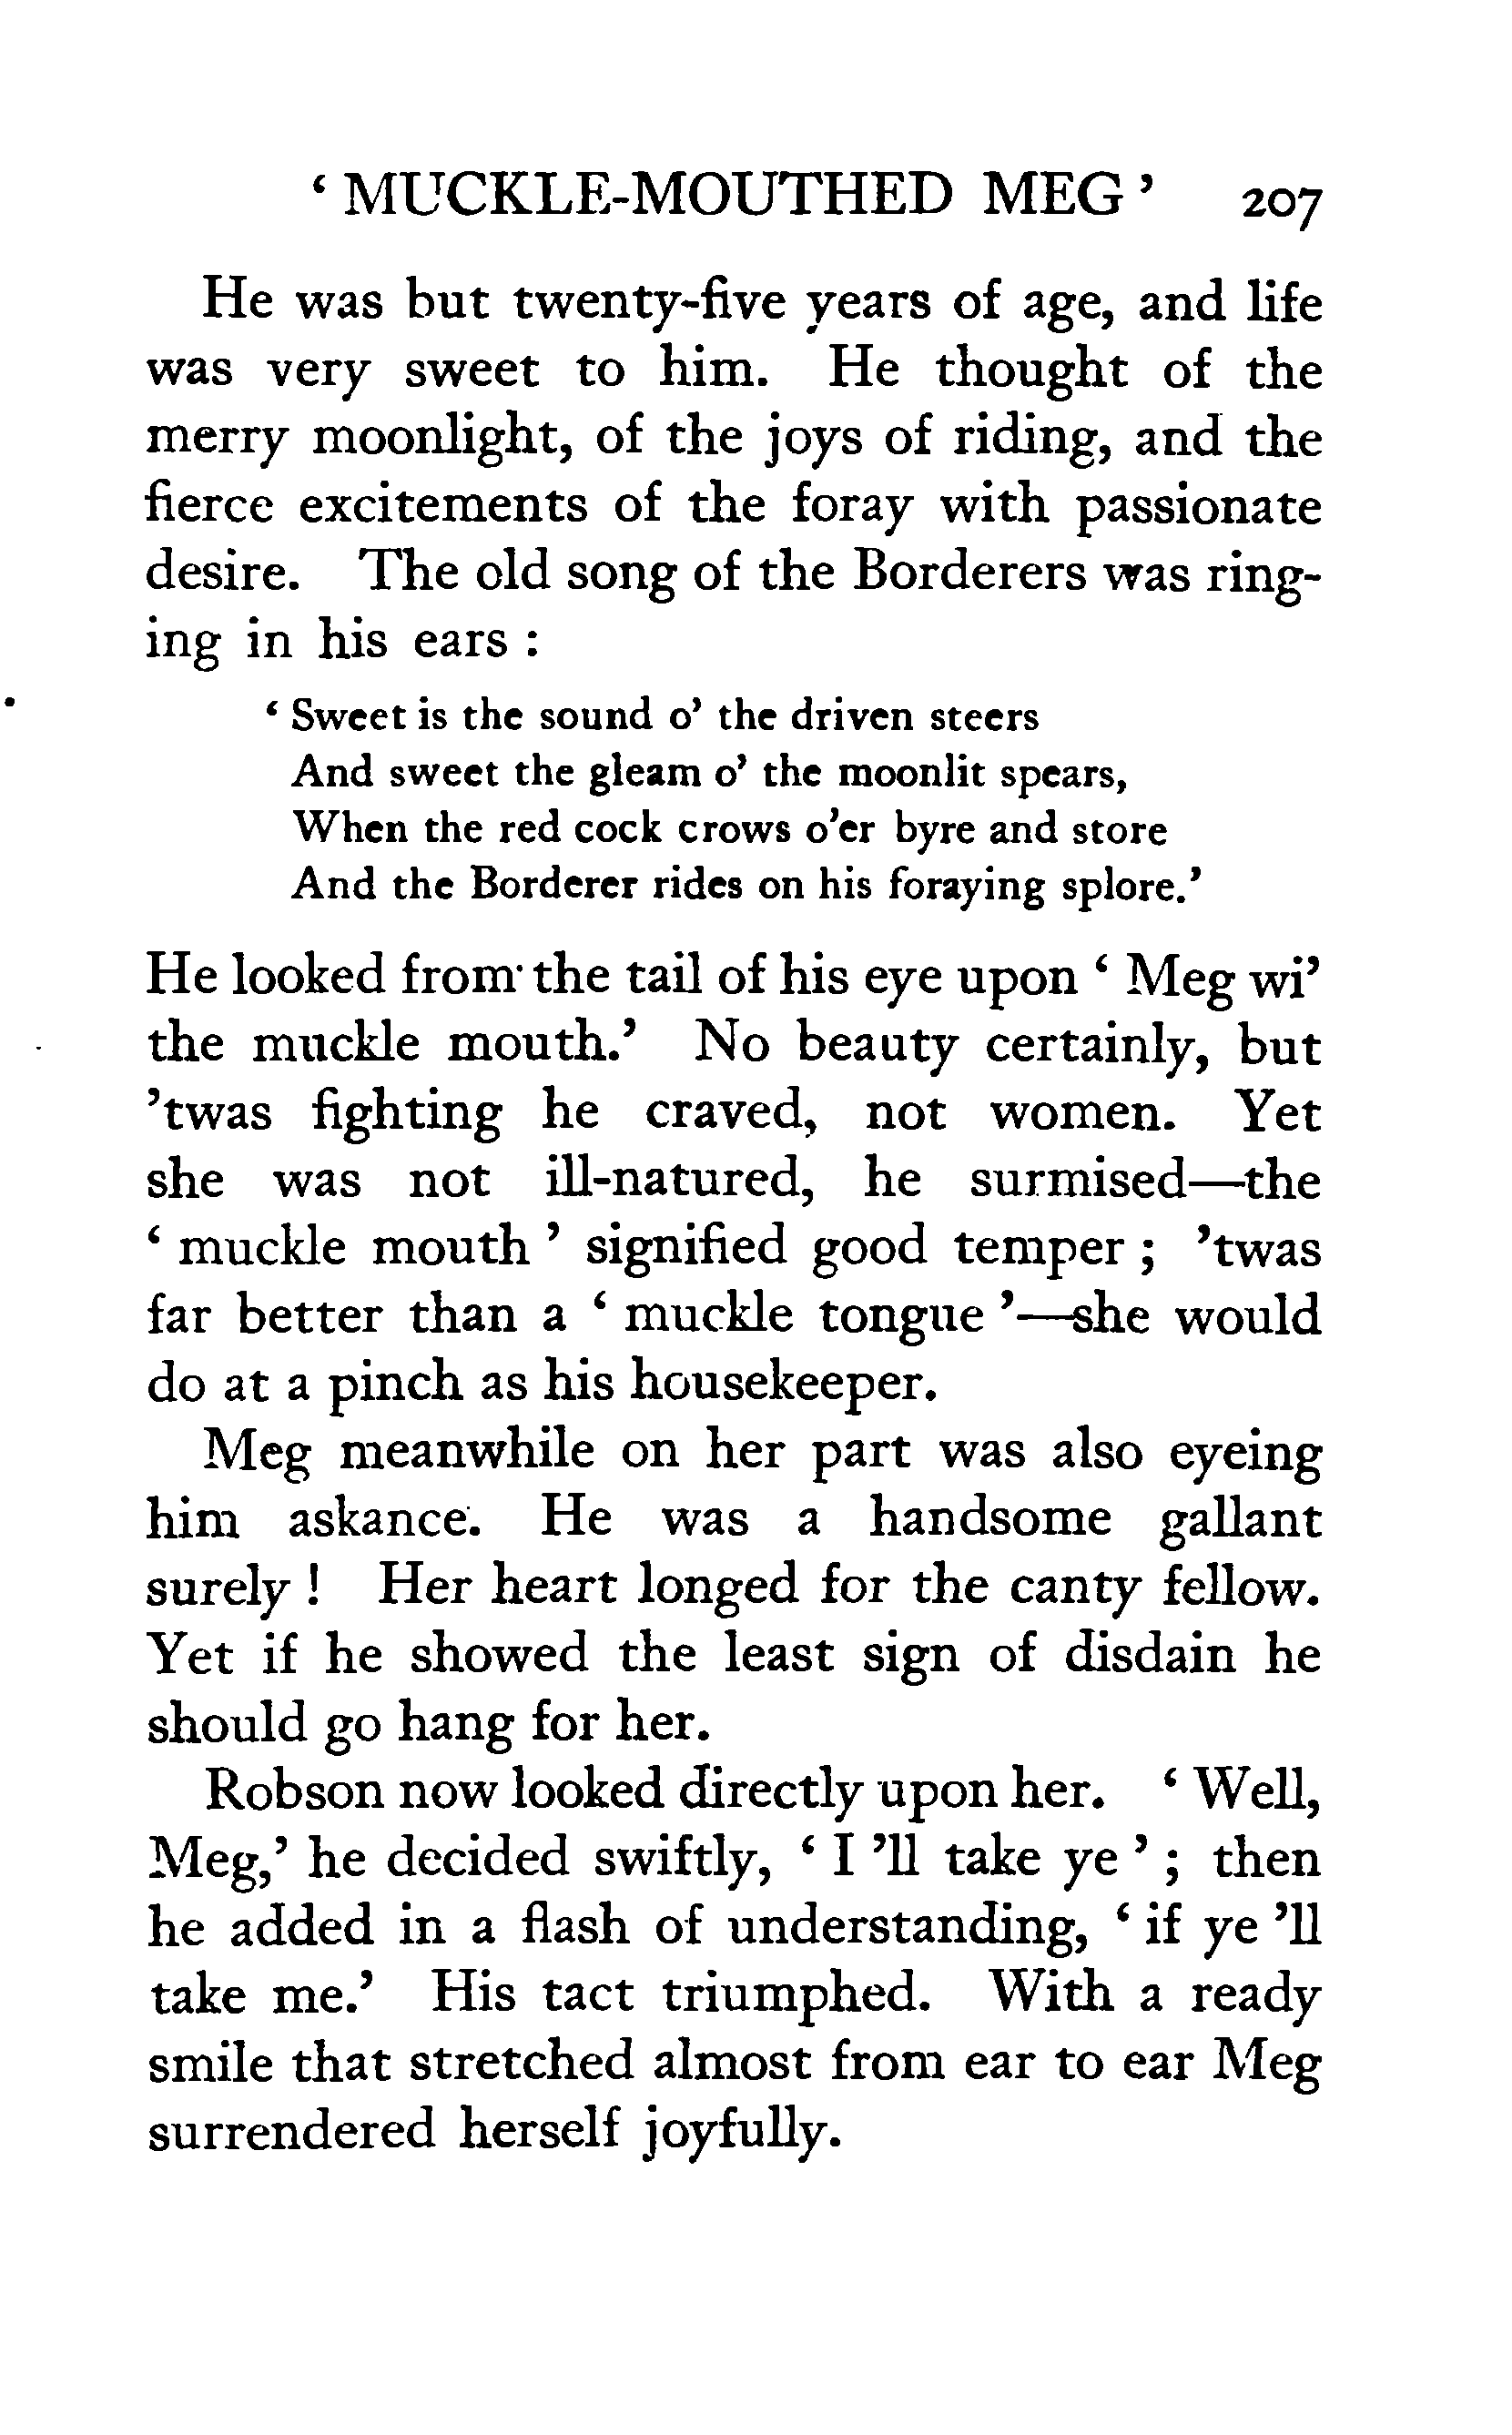 ‘ MUCKLE-MOUTHED MEG ’ 207
He was but twenty-five years of age, and life
was very sweet to him. He thought of the
merry moonlight, of the joys of riding, and the
fierce excitements of the foray with passionate
desire. The old song of the Borderers was ring-
ing in his ears :
‘ Sweet is the sound o’ the driven steers
And sweet the gleam o’ the moonlit spears,
When the red cock crows o’er byre and store
And the Borderer rides on his foraying splore.’
He looked from the tail of his eye upon ‘ Meg wi’
the muckle mouth.’ No beauty certainly, but
’twas fighting he craved, not women. Yet
she was not ill-natured, he surmised—the
‘ muckle mouth ’ signified good temper ; ’twas
far better than a ‘ muckle tongue ’—she would
do at a pinch as his housekeeper.
Meg meanwhile on her part was also eyeing
him askance. He was a handsome gallant
surely ! Her heart longed for the canty fellow.
Yet if he showed the least sign of disdain he
should go hang for her.
Robson now looked directly upon her. ‘ Well,
Meg,’ he decided swiftly, ‘ I ’ll take ye ’ ; then
he added in a flash of understanding, ‘ if ye ’ll
take me.’ His tact triumphed. With a ready
smile that stretched almost from ear to ear Meg
surrendered herself joyfully.